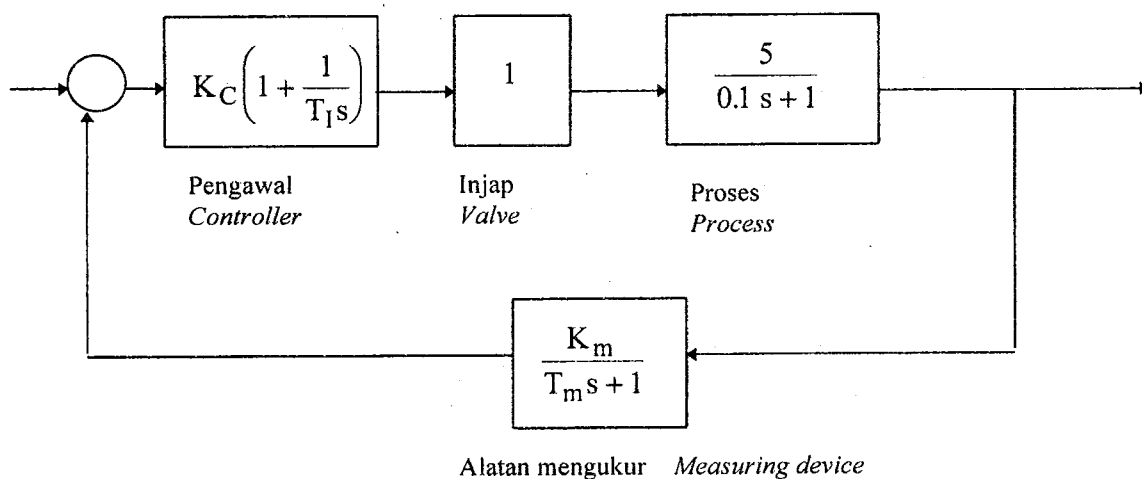 K_C(1 + 1/(T_I s))
1
5/(0.1 s + 1)
Pengawal
Controller
Injap
Valve
Proses
Process
K_m/(T_m s + 1)
Alatan mengukur Measuring device